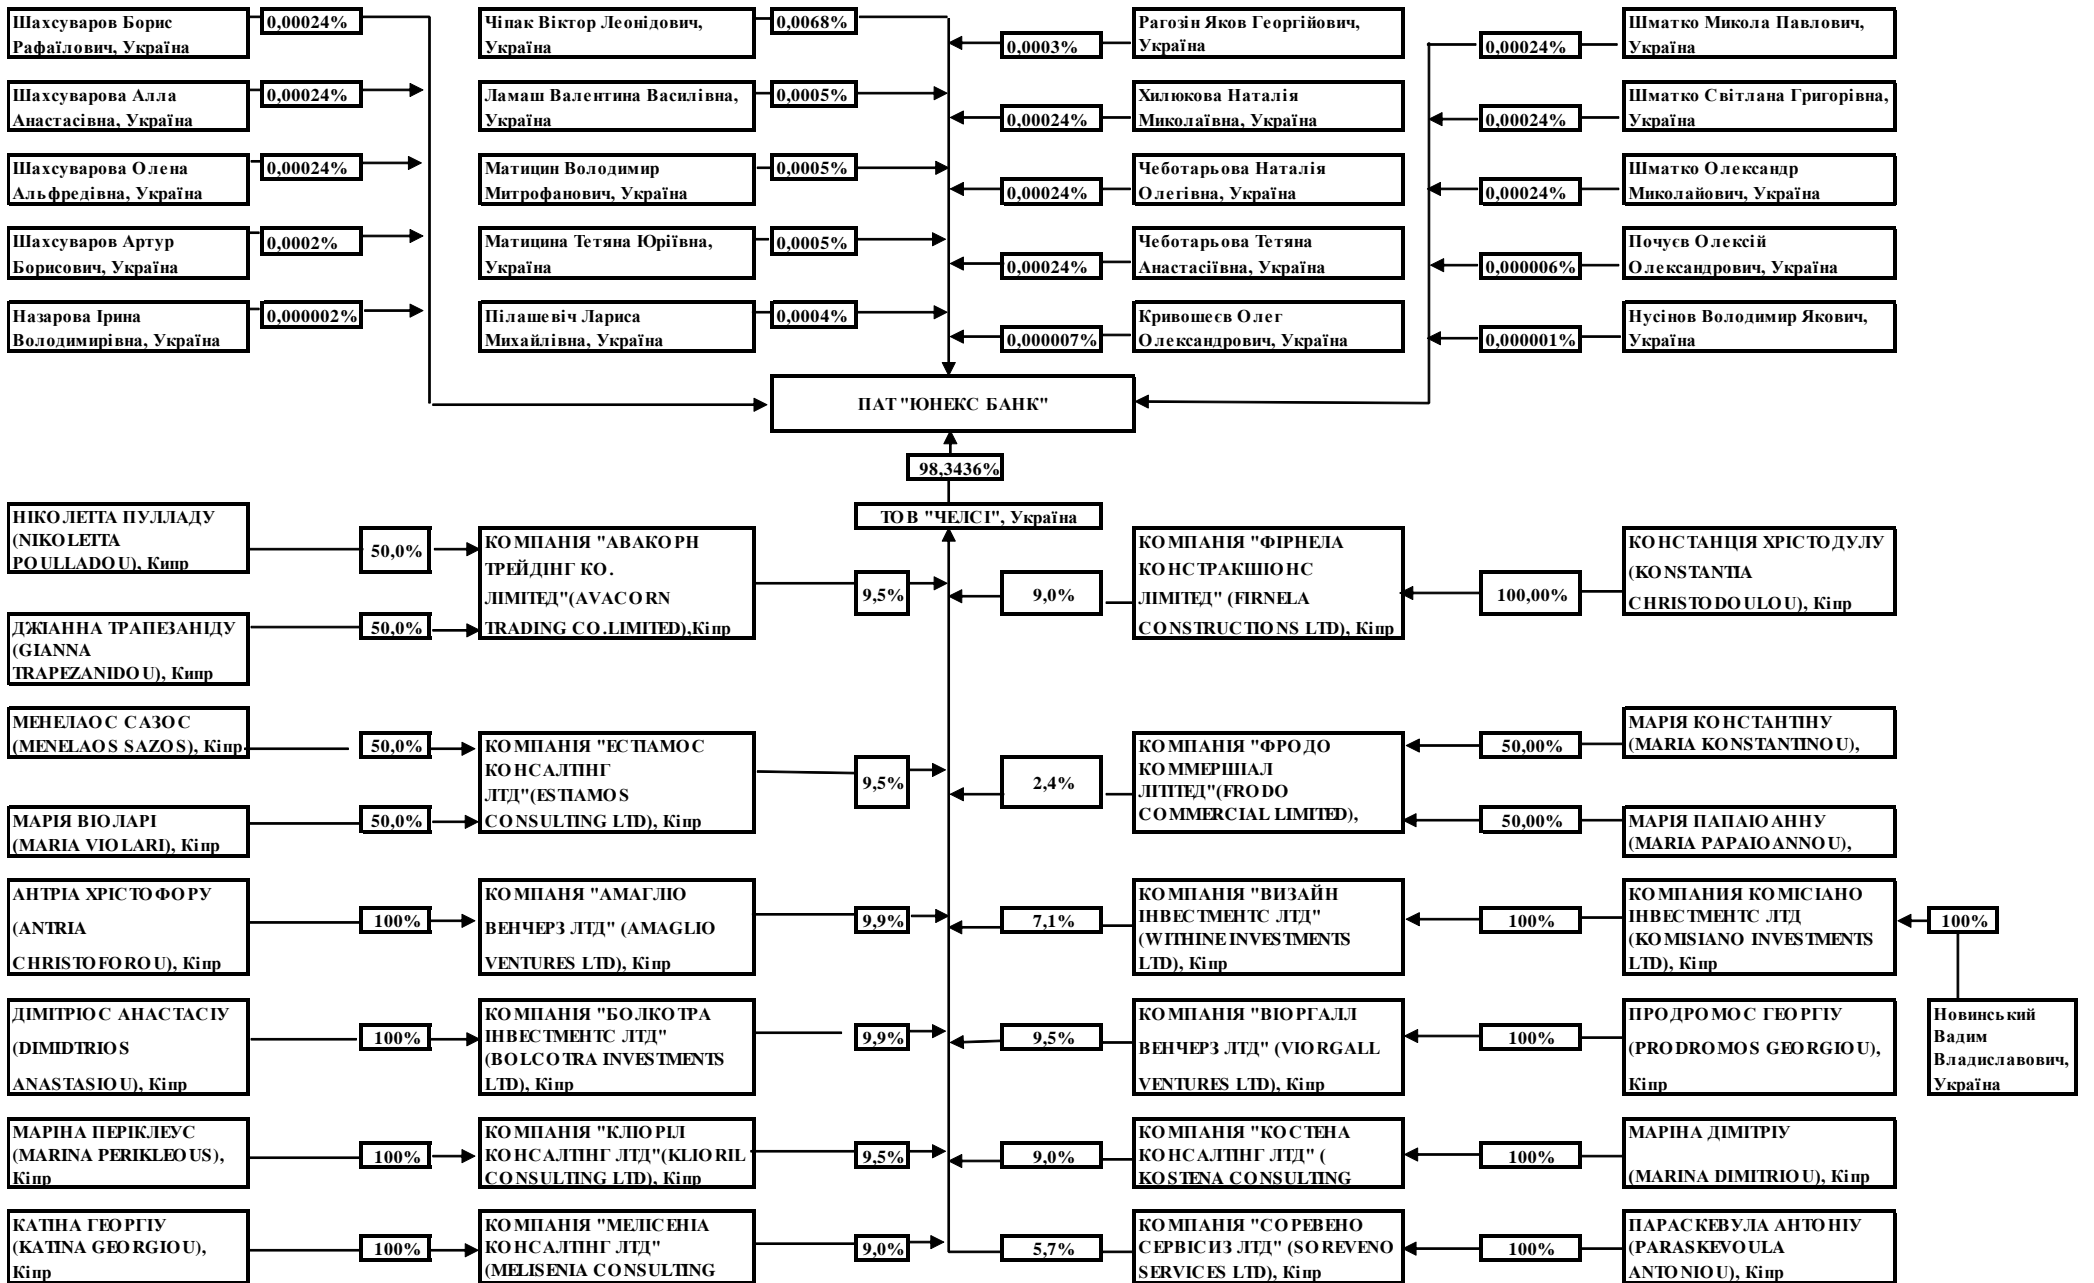 Шахсуваров Борис
Рафаїлович, Україна
0,00024%
Чіпак Віктор Леонідович,
Україна
0,0068%
0,0003%
Рагозін Яков Георгійович,
Україна
0,00024%
Шматко Микола Павлович,
Україна
Шахсуварова Алла
Анастасівна, Україна
0,00024%
Ламаш Валентина Василівна,
Україна
0,0005%
0,00024%
Хилюкова Наталія
Миколаївна, Україна
0,00024%
Шматко Світлана Григорівна,
Україна
Шахсуварова Олена
Альфредівна, Україна
0,00024%
Матицин Володимир
Митрофанович, Україна
0,0005%
0,00024%
Чеботарьова Наталія
Олегівна, Україна
0,00024%
Шматко Олександр
Миколайович, Україна
Шахсуваров Артур
Борисович, Україна
0,0002%
Матицина Тетяна Юріївна,
Україна
0,0005%
0,00024%
Чеботарьова Тетяна
Анастасіївна, Україна
0,000006%
Почуєв Олексій
Олександрович, Україна
Назарова Ірина
Володимирівна, Україна
0,000002%
Пілашевіч Лариса
Михайлівна, Україна
0,0004%
0,000007%
Кривошеєв Олег
Олександрович, Україна
0,000001%
Нусінов Володимир Якович,
Україна
ПАТ "ЮНЕКС БАНК"
98,3436%
ТОВ "ЧЕЛСІ", Україна
НІКОЛЕТТА ПУЛЛАДУ
(NIKOLETTA
POULLADOU), Кипр
50,0%
ДЖІАННА ТРАПЕЗАНІДУ
(GIANNA
TRAPEZANIDOU), Кипр
50,0%
КОМПАНІЯ "АВАКОРН
ТРЕЙДІНГ КО.
ЛІМІТЕД"(AVACORN
TRADING CO.LIMITED),Кіпр
9,5%
9,0%
КОМПАНІЯ "ФІРНЕЛА
КОНСТРАКШІОНС
ЛІМІТЕД" (FIRNELA
CONSTRUCTIONS LTD), Кіпр
100,00%
КОНСТАНЦІЯ ХРІСТОДУЛУ
(KONSTANTIA
CHRISTODOULOU), Кіпр
МЕНЕЛАОС САЗОС
(MENELAOS SAZOS), Кіпр
50,0%
МАРІЯ ВІОЛАРІ
(MARIA VIOLARI), Кіпр
50,0%
КОМПАНІЯ "ЕСТІАМОС
КОНСАЛТІНГ
ЛТД"(ESTIAMOS
CONSULTING LTD), Кіпр
9,5%
2,4%
КОМПАНІЯ "ФРОДО
КОММЕРШІАЛ
ЛІТІТЕД"(FRODO
COMMERCIAL LIMITED),
50,00%
МАРІЯ КОНСТАНТІНУ
(MARIA KONSTANTINOU),
50,00%
МАРІЯ ПАПАІОАННУ
(MARIA PAPAIOANNOU),
АНТРІА ХРІСТОФОРУ
(ANTRIA
CHRISTOFOROU), Кіпр
100%
КОМПАНЯ "АМАГЛІО
ВЕНЧЕРЗ ЛТД" (AMAGLIO
VENTURES LTD), Кіпр
9,9%
7,1%
КОМПАНІЯ "ВИЗАЙН
ІНВЕСТМЕНТС ЛТД"
(WITHINE INVESTMENTS
LTD), Кіпр
100%
КОМПАНИЯ КОМІСІАНО
ІНВЕСТМЕНТС ЛТД
(KOMISIANO INVESTMENTS
LTD), Кіпр
100%
ДІМІТРІОС АНАСТАСІУ
(DIMIDTRIOS
ANASTASIOU), Кіпр
100%
КОМПАНІЯ "БОЛКОТРА
ІНВЕСТМЕНТС ЛТД"
(BOLCOTRA INVESTMENTS
LTD), Кіпр
9,9%
9,5%
КОМПАНІЯ "ВІОРГАЛЛ
ВЕНЧЕРЗ ЛТД" (VIORGALL
VENTURES LTD), Кіпр
100%
ПРОДРОМОС ГЕОРГІУ
(PRODROMOS GEORGIOU),
Кіпр
Новинський
Вадим
Владиславович,
Україна
МАРІНА ПЕРІКЛЕУС
(MARINA PERIKLEOUS),
Кіпр
100%
КОМПАНІЯ "КЛІОРІЛ
КОНСАЛТІНГ ЛТД"(KLIORIL
CONSULTING LTD), Кіпр
9,5%
9,0%
КОМПАНІЯ "КОСТЕНА
КОНСАЛТІНГ ЛТД" (
KOSTENA CONSULTING
100%
МАРІНА ДІМІТРІУ
(MARINA DIMITRIOU), Кіпр
КАТІНА ГЕОРГІУ
(KATINA GEORGIOU),
Кіпр
100%
КОМПАНІЯ "МЕЛІСЕНІА
КОНСАЛТІНГ ЛТД"
(MELISENIA CONSULTING
9,0%
5,7%
КОМПАНІЯ "СОРЕВЕНО
СЕРВІСИЗ ЛТД" (SOREVENO
SERVICES LTD), Кіпр
100%
ПАРАСКЕВУЛА АНТОНІУ
(PARASKEVOULA
ANTONIOU), Кіпр